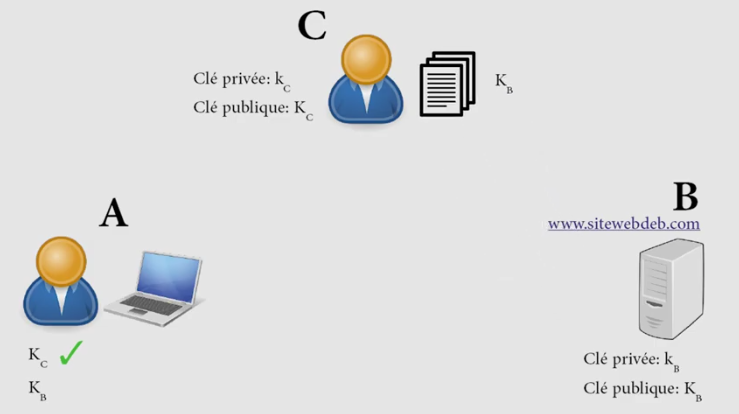 C
Clé privée: kC
Clé publique: KC
KB
A
B
www.sitewebdeb.com
KC
KB
Clé privée: kB
Clé publique: KB